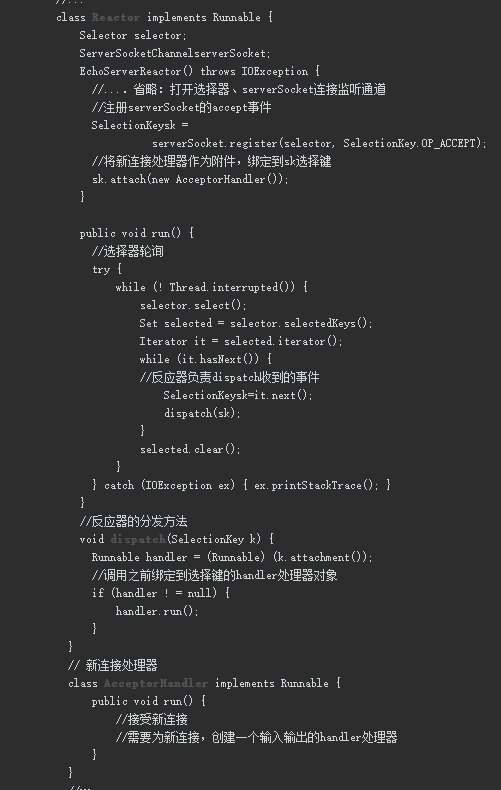 //...
class Reactor implements Runnable {
Selector selector;
ServerSocketChannelserverSocket;
EchoServerReactor() throws IOException {
//.... 省略：打开选择器、serverSocket连接监听通道
//注册serverSocket的accept事件
SelectionKeysk =
serverSocket.register(selector, SelectionKey.OP_ACCEPT);
//将新连接处理器作为附件，绑定到sk选择键
sk.attach(new AcceptorHandler());
}
public void run() {
//选择器轮询
try {
while (! Thread.interrupted()) {
selector.select();
Set selected = selector.selectedKeys();
Iterator it = selected.iterator();
while (it.hasNext()) {
//反应器负责dispatch收到的事件
SelectionKeysk=it.next();
dispatch(sk);
}
selected.clear();
}
} catch (IOException ex) { ex.printStackTrace(); }
}
//反应器的分发方法
void dispatch(SelectionKey k) {
Runnable handler = (Runnable) (k.attachment());
//调用之前绑定到选择键的handler处理器对象
if (handler ! = null) {
handler.run();
}
}
// 新连接处理器
class AcceptorHandler implements Runnable {
public void run() {
//接受新连接
//需要为新连接，创建一个输入输出的handler处理器
}
}